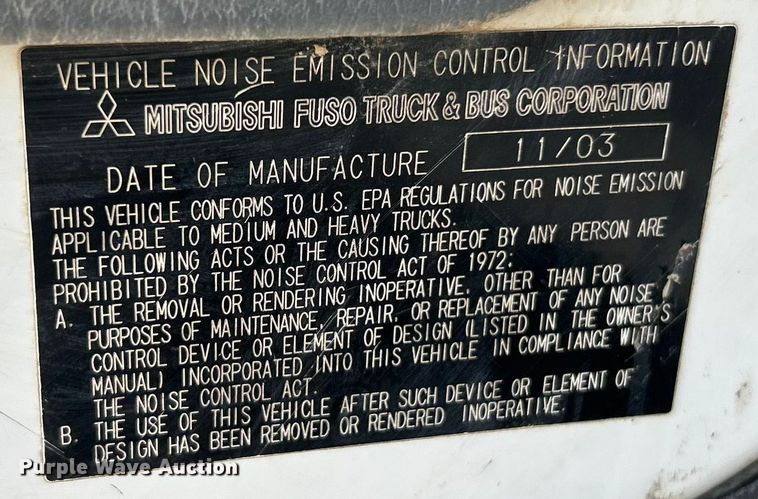 VEHICLE NOISE EMISSION CONTROL INFORMATION
MITSUBISHI FUSO TRUCK & BUS CORPORATION
DATE OF MANUFACTURE 11/03
THIS VEHICLE CONFORMS TO U.S. EPA REGULATIONS FOR NOISE EMISSION
APPLICABLE TO MEDIUM AND HEAVY TRUCKS.
THE FOLLOWING ACTS OR THE CAUSING THEREOF BY ANY PERSON ARE
PROHIBITED BY THE NOISE CONTROL ACT OF 1972:
A. THE REMOVAL OR RENDERING INOPERATIVE, OTHER THAN FOR
PURPOSES OF MAINTENANCE, REPAIR, OR REPLACEMENT OF ANY NOISE
CONTROL DEVICE OR ELEMENT OF DESIGN (LISTED IN THE OWNER'S
MANUAL) INCORPORATED INTO THIS VEHICLE IN COMPLIANCE WITH
THE NOISE CONTROL ACT.
B. THE USE OF THIS VEHICLE AFTER SUCH DEVICE OR ELEMENT OF
DESIGN HAS BEEN REMOVED OR RENDERED INOPERATIVE.
Purple Wave Auction